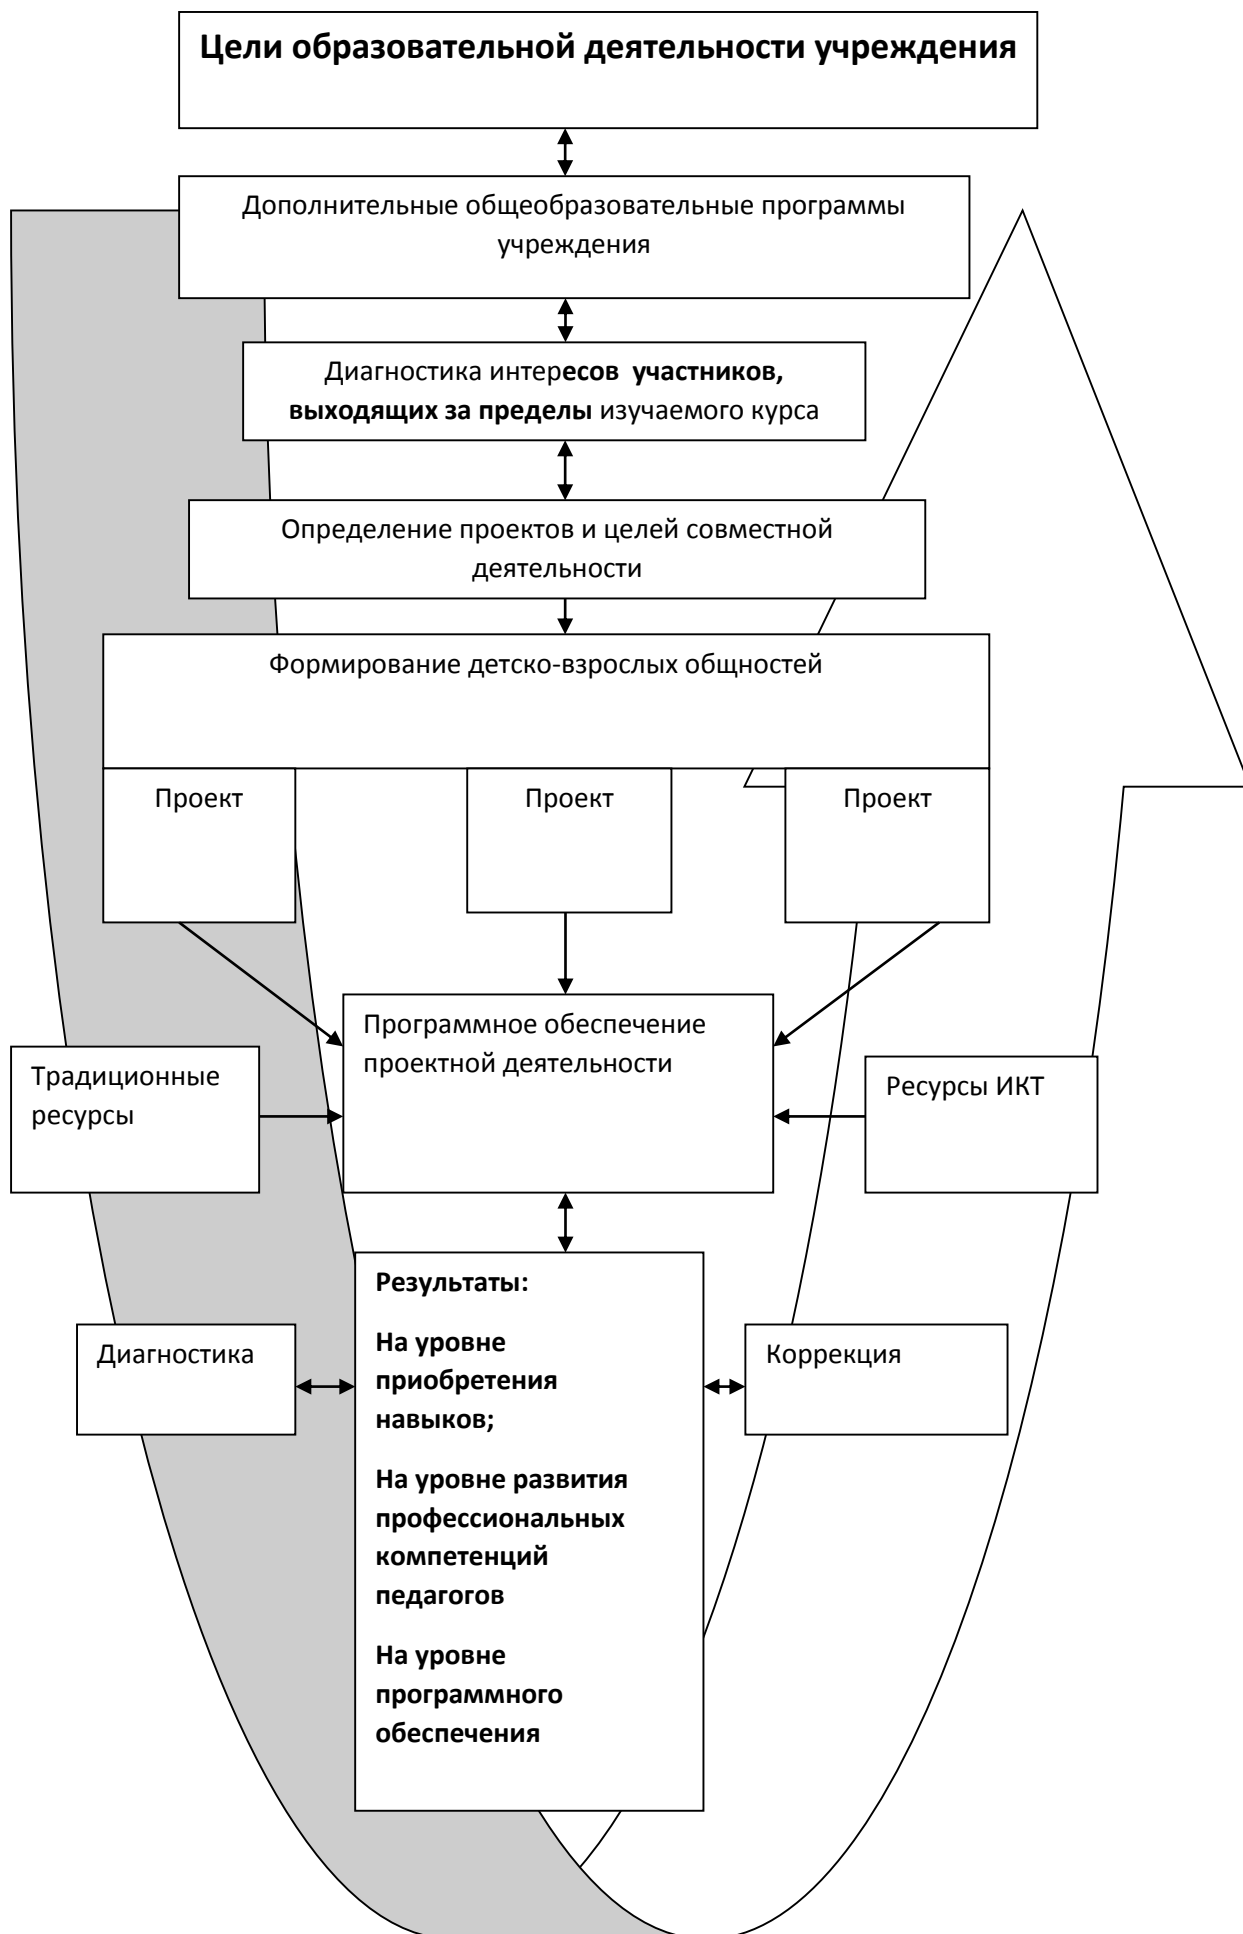 Цели образовательной деятельности учреждения
Дополнительные общеобразовательные программы
учреждения
Диагностика интересов  участников,
выходящих за пределы изучаемого курса
Определение проектов и целей совместной
деятельности
Формирование детско-взрослых общностей
Проект
Проект
Проект
Программное обеспечение
проектной деятельности
Традиционные
ресурсы
Ресурсы ИКТ
Результаты:
На уровне
приобретения
навыков;
На уровне развития
профессиональных
компетенций
педагогов
На уровне
программного
обеспечения
Диагностика
Коррекция